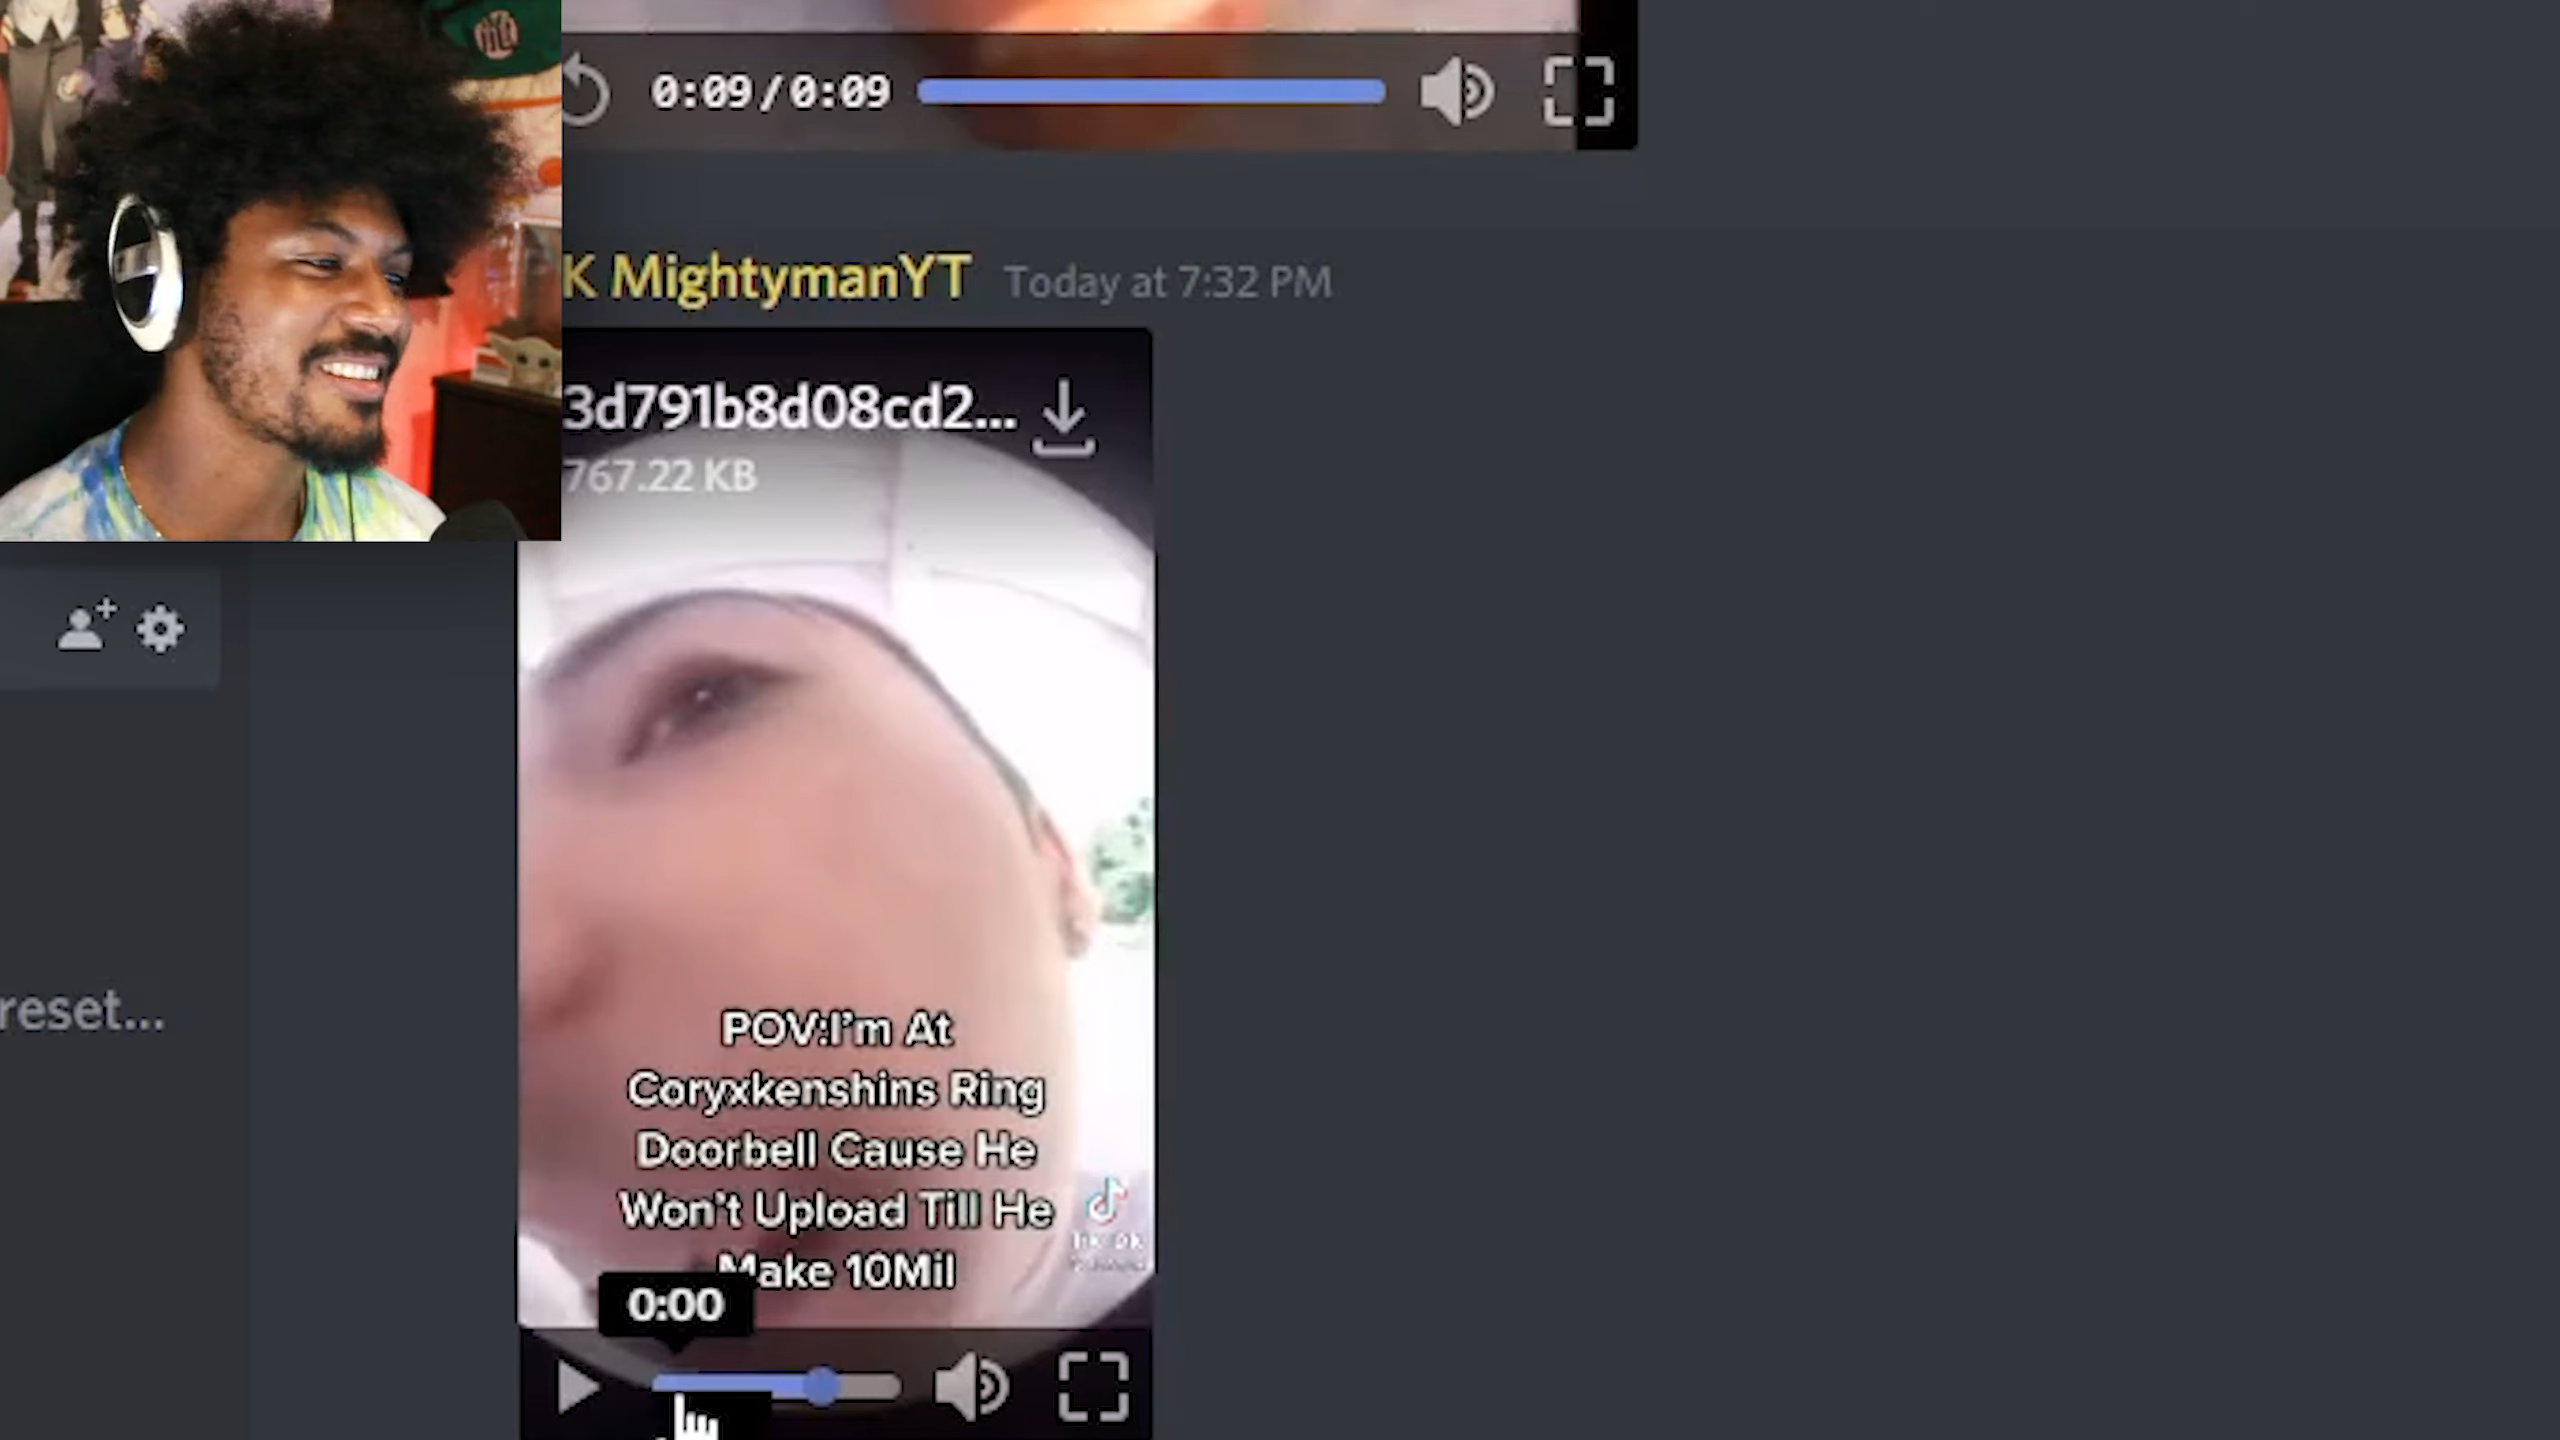 0:09/0:09
K MightymanYT Today at 7:32 PM
3d791b8d08cd2...
767.22 KB
reset...
POV:I'm At
Coryxkenshins Ring
Doorbell Cause He
Won't Upload Till He
Make 10Mil
0:00